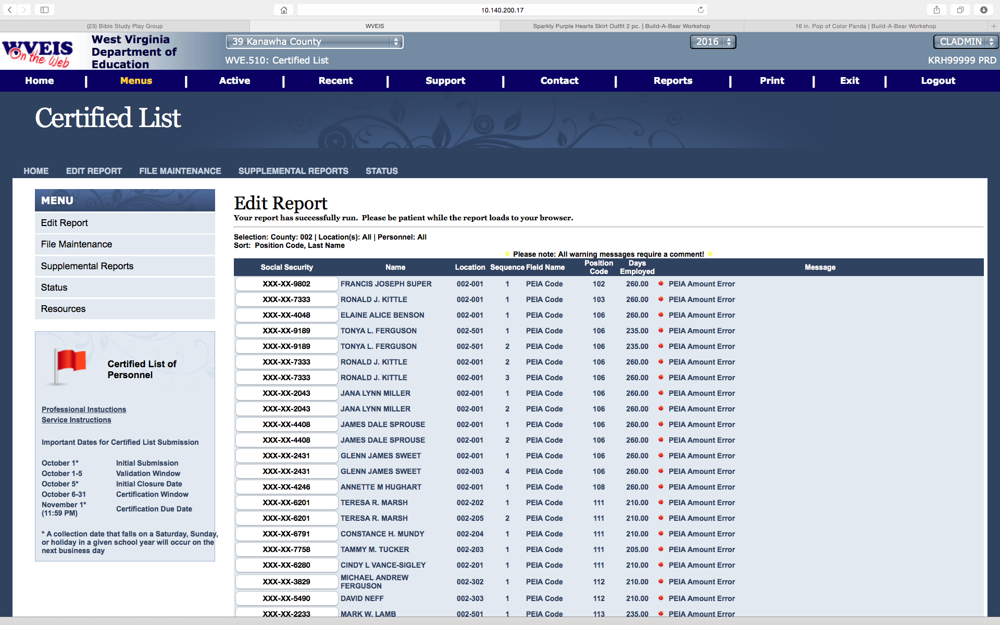 10.140.200.17
(23) Bible Study Play Group
WVEIS
Sparkly Purple Hearts Skirt Outfit 2 pc. | Build-A-Bear Workshop
16 in. Pop of Color Panda | Build-A-Bear Workshop
WVEIS
On the Web
West Virginia
Department of
Education
39 Kanawha County
2016
CLADMIN
WVE.510: Certified List
KRH99999 PRD
Home | Menus | Active | Recent | Support | Contact | Reports | Print | Exit | Logout
Certified List
HOME EDIT REPORT FILE MAINTENANCE SUPPLEMENTAL REPORTS STATUS
MENU
Edit Report
File Maintenance
Supplemental Reports
Status
Resources
Certified List of
Personnel
Professional Instuctions
Service Instructions
Important Dates for Certified List Submission
October 1* Initial Submission
October 1-5 Validation Window
October 5* Initial Closure Date
October 6-31 Certification Window
November 1*
(11:59 PM) Certification Due Date
* A collection date that falls on a Saturday, Sunday,
or holiday in a given school year will occur on the
next business day
Edit Report
Your report has successfully run. Please be patient while the report loads to your browser.
Selection: County: 002 | Location(s): All | Personnel: All
Sort: Position Code, Last Name
Please note: All warning messages require a comment!
Social Security Name Location Sequence Field Name Position Code Days Employed Message
XXX-XX-9802 FRANCIS JOSEPH SUPER 002-001 1 PEIA Code 102 260.00 PEIA Amount Error
XXX-XX-7333 RONALD J. KITTLE 002-001 1 PEIA Code 103 260.00 PEIA Amount Error
XXX-XX-4048 ELAINE ALICE BENSON 002-001 1 PEIA Code 106 260.00 PEIA Amount Error
XXX-XX-9189 TONYA L. FERGUSON 002-501 1 PEIA Code 106 235.00 PEIA Amount Error
XXX-XX-9189 TONYA L. FERGUSON 002-501 2 PEIA Code 106 235.00 PEIA Amount Error
XXX-XX-7333 RONALD J. KITTLE 002-001 2 PEIA Code 106 260.00 PEIA Amount Error
XXX-XX-7333 RONALD J. KITTLE 002-001 3 PEIA Code 106 260.00 PEIA Amount Error
XXX-XX-2043 JANA LYNN MILLER 002-001 1 PEIA Code 106 260.00 PEIA Amount Error
XXX-XX-2043 JANA LYNN MILLER 002-001 2 PEIA Code 106 260.00 PEIA Amount Error
XXX-XX-4408 JAMES DALE SPROUSE 002-001 1 PEIA Code 106 260.00 PEIA Amount Error
XXX-XX-4408 JAMES DALE SPROUSE 002-001 2 PEIA Code 106 260.00 PEIA Amount Error
XXX-XX-2431 GLENN JAMES SWEET 002-001 1 PEIA Code 106 260.00 PEIA Amount Error
XXX-XX-2431 GLENN JAMES SWEET 002-003 4 PEIA Code 106 260.00 PEIA Amount Error
XXX-XX-4246 ANNETTE M HUGHART 002-001 1 PEIA Code 108 260.00 PEIA Amount Error
XXX-XX-6201 TERESA R. MARSH 002-202 1 PEIA Code 111 210.00 PEIA Amount Error
XXX-XX-6201 TERESA R. MARSH 002-205 2 PEIA Code 111 210.00 PEIA Amount Error
XXX-XX-6791 CONSTANCE H. MUNDY 002-204 1 PEIA Code 111 210.00 PEIA Amount Error
XXX-XX-7758 TAMMY M. TUCKER 002-203 1 PEIA Code 111 205.00 PEIA Amount Error
XXX-XX-6280 CINDY L VANCE-SIGLEY 002-201 1 PEIA Code 111 210.00 PEIA Amount Error
XXX-XX-3829 MICHAEL ANDREW FERGUSON 002-302 1 PEIA Code 112 210.00 PEIA Amount Error
XXX-XX-5490 DAVID NEFF 002-303 1 PEIA Code 112 210.00 PEIA Amount Error
XXX-XX-2233 MARK W. LAMB 002-501 1 PEIA Code 113 235.00 PEIA Amount Error